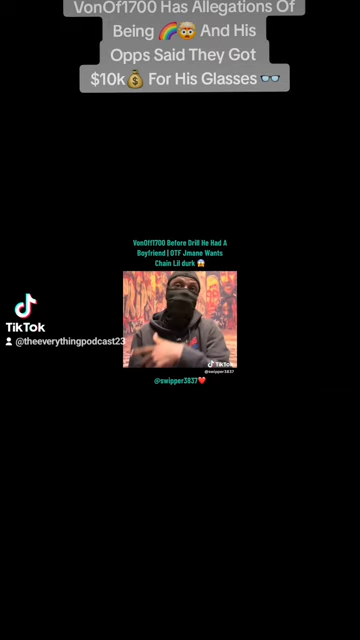 VonOf1700 Has Allegations Of
Being 🌈🤯 And His
Opps Said They Got
$10k💰 For His Glasses 👓
VonOff1700 Before Drill He Had A
Boyfriend | OTF Jmane Wants
Chain Lil durk 😱
TikTok
@theeverythingpodcast23
TikTok
@swipper3837
@swipper3837❤️